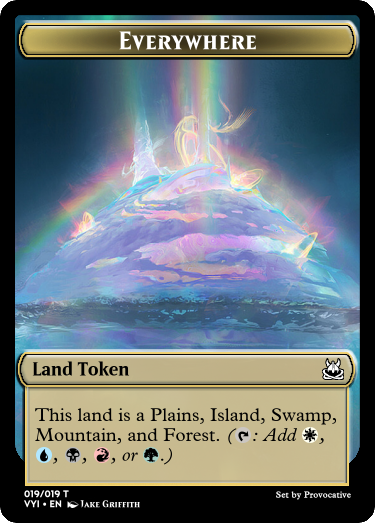 EVERYWHERE
Land Token
This land is a Plains, Island, Swamp,
Mountain, and Forest. ( : Add ,
, , , or .)
019/019 T
VYI • EN JAKE GRIFFITH
Set by Provocative